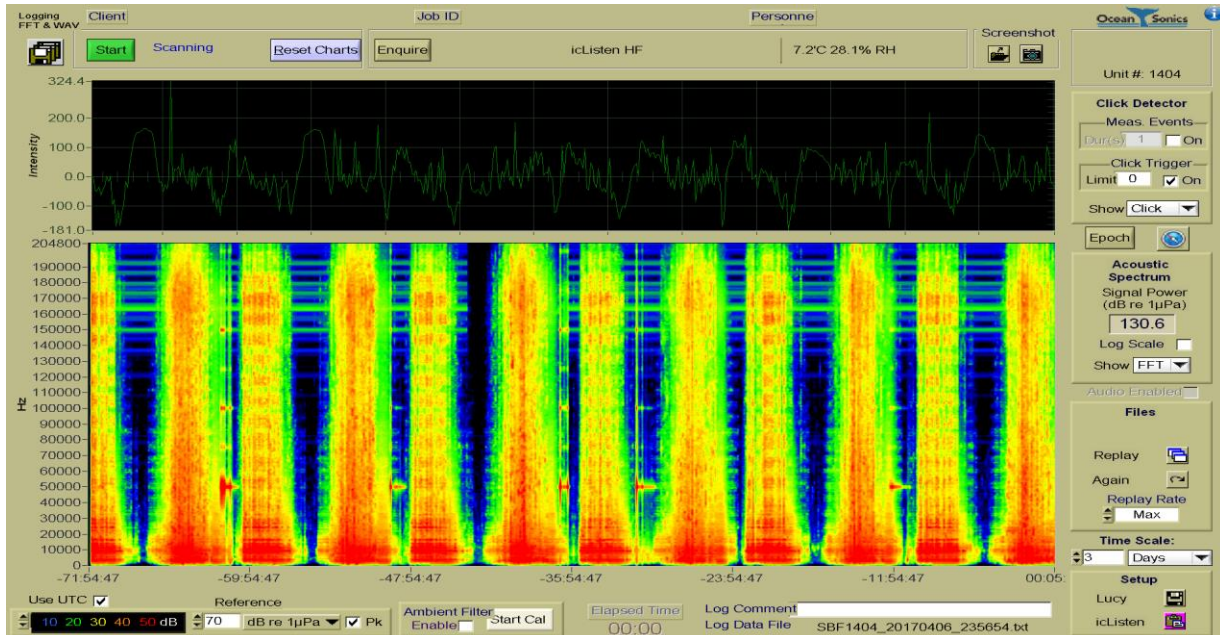 Logging
FFT & WAV
Client
Job ID
Personne
Ocean Sonics
Start
Scanning
Reset Charts
Enquire
icListen HF
7.2'C 28.1% RH
Screenshot
Unit #: 1404
324.4
200.0
100.0
0.0
-100.0
-181.0
Intensity
Click Detector
Meas. Events
Dur(s) 1 On
Click Trigger
Limit 0 On
Show Click
Epoch
204800
190000
180000
170000
160000
150000
140000
130000
120000
110000
100000
90000
80000
70000
60000
50000
40000
30000
20000
10000
0
Hz
-71:54:47
-59:54:47
-47:54:47
-35:54:47
-23:54:47
-11:54:47
00:05:
Acoustic
Spectrum
Signal Power
(dB re 1µPa)
130.6
Log Scale
Show FFT
Audio Enabled
Files
Replay
Again
Replay Rate
Max
Time Scale:
3 Days
Setup
Lucy
icListen
Use UTC
Reference
10 20 30 40 50 dB
70 dB re 1µPa Pk
Ambient Filter
Enable
Start Cal
Elapsed Time
00:00
Log Comment
Log Data File SBF1404_20170406_235654.txt